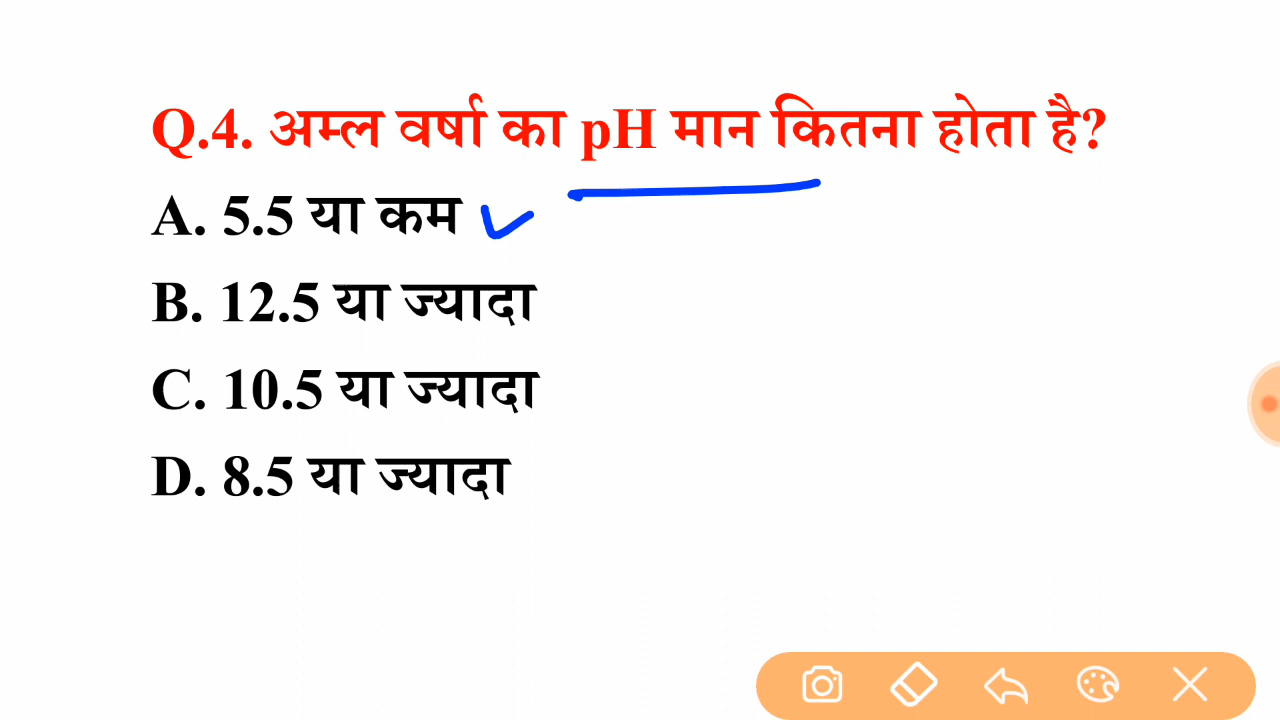 Q.4. अम्ल वर्षा का pH मान कितना होता है?
A. 5.5 या कम
B. 12.5 या ज्यादा
C. 10.5 या ज्यादा
D. 8.5 या ज्यादा